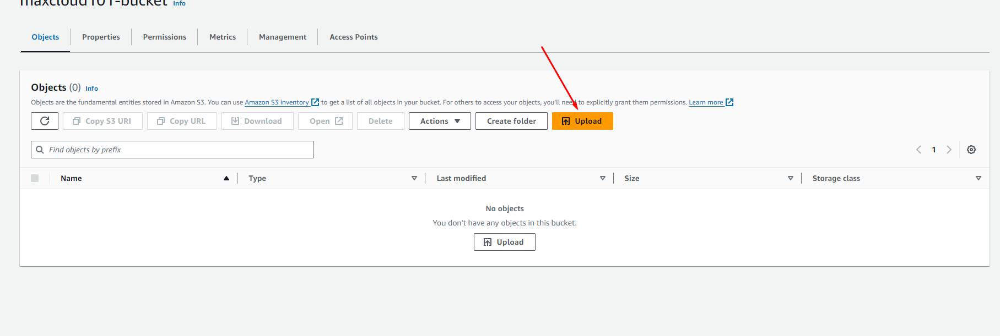 maxcloud101-bucket Info
Objects Properties Permissions Metrics Management Access Points
Objects (0) Info
Objects are the fundamental entities stored in Amazon S3. You can use Amazon S3 inventory to get a list of all objects in your bucket. For others to access your objects, you'll need to explicitly grant them permissions. Learn more
Copy S3 URI Copy URL Download Open Delete Actions Create folder Upload
Find objects by prefix 1
Name Type Last modified Size Storage class
No objects
You don't have any objects in this bucket.
Upload